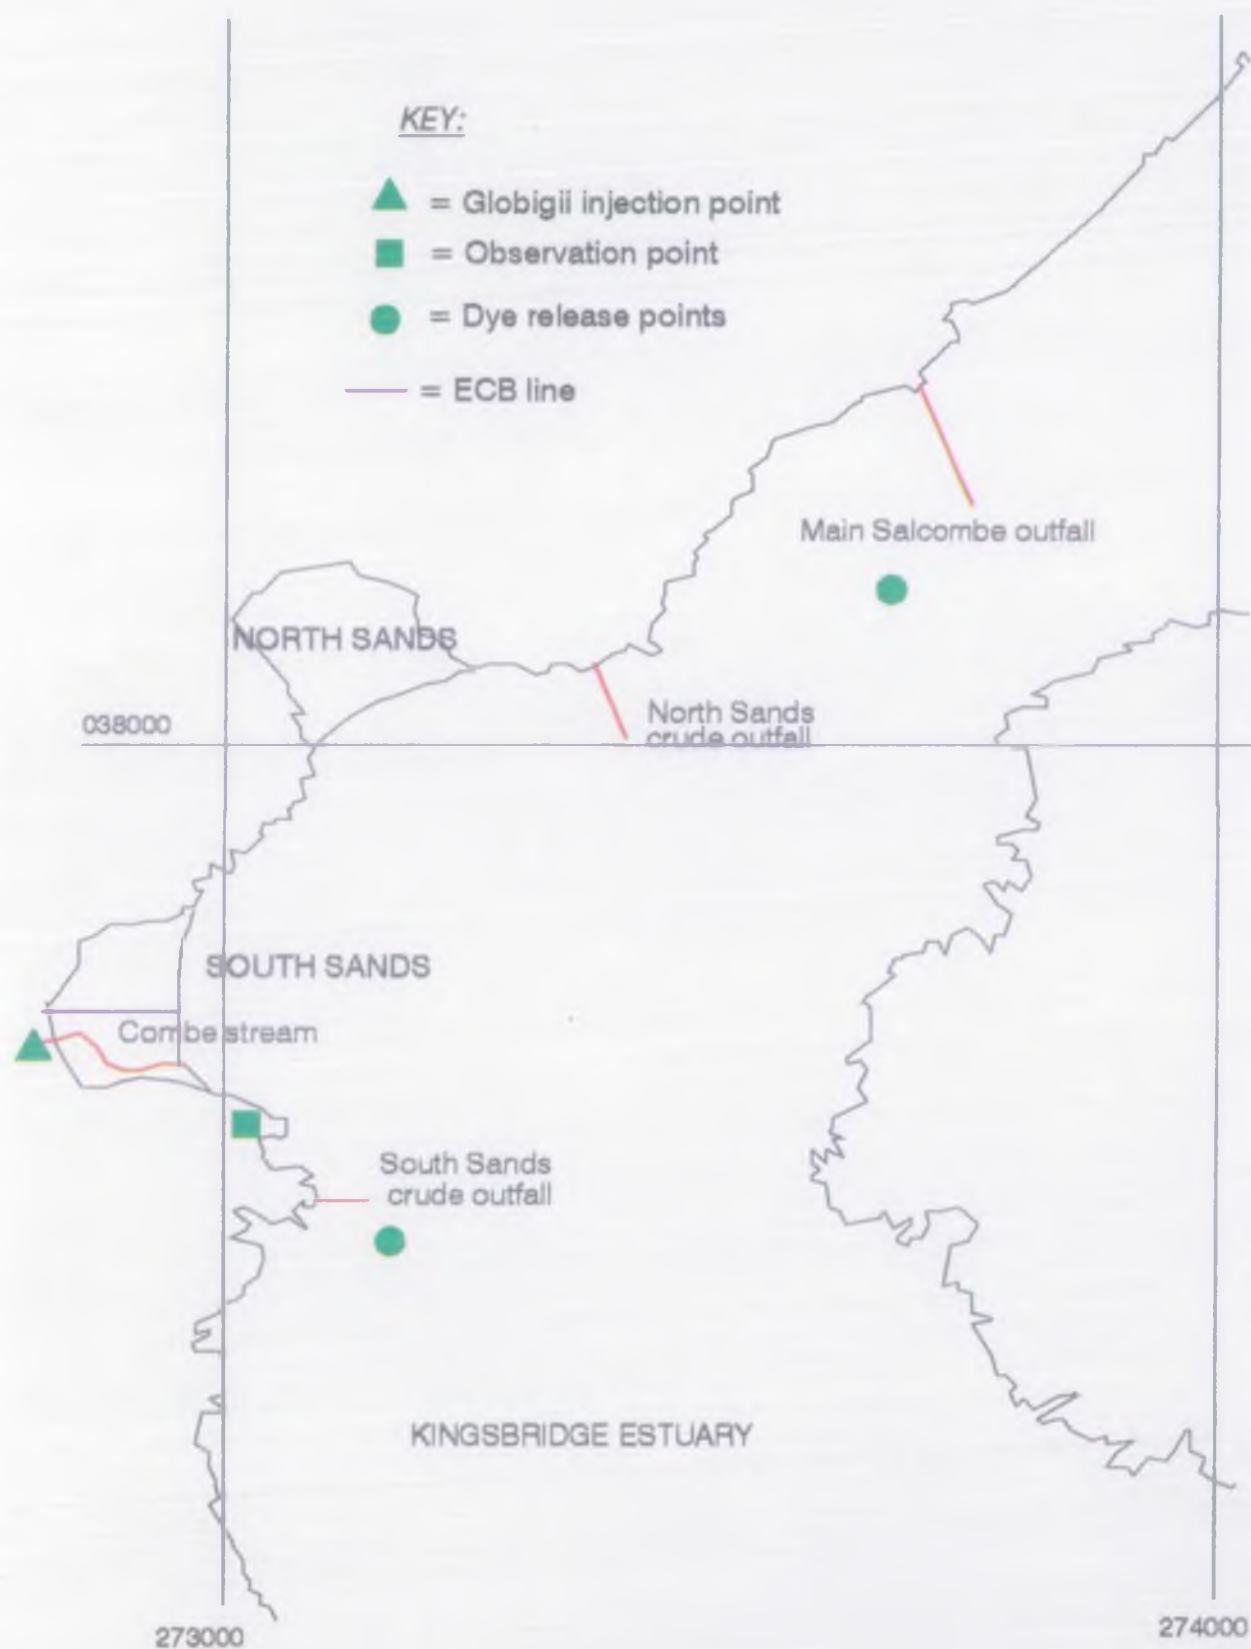 KEY:
= Globigii injection point
= Observation point
= Dye release points
= ECB line
Main Salcombe outfall
NORTH SANDS
North Sands
crude outfall
038000
SOUTH SANDS
Combe stream
South Sands
crude outfall
KINGSBRIDGE ESTUARY
273000
274000